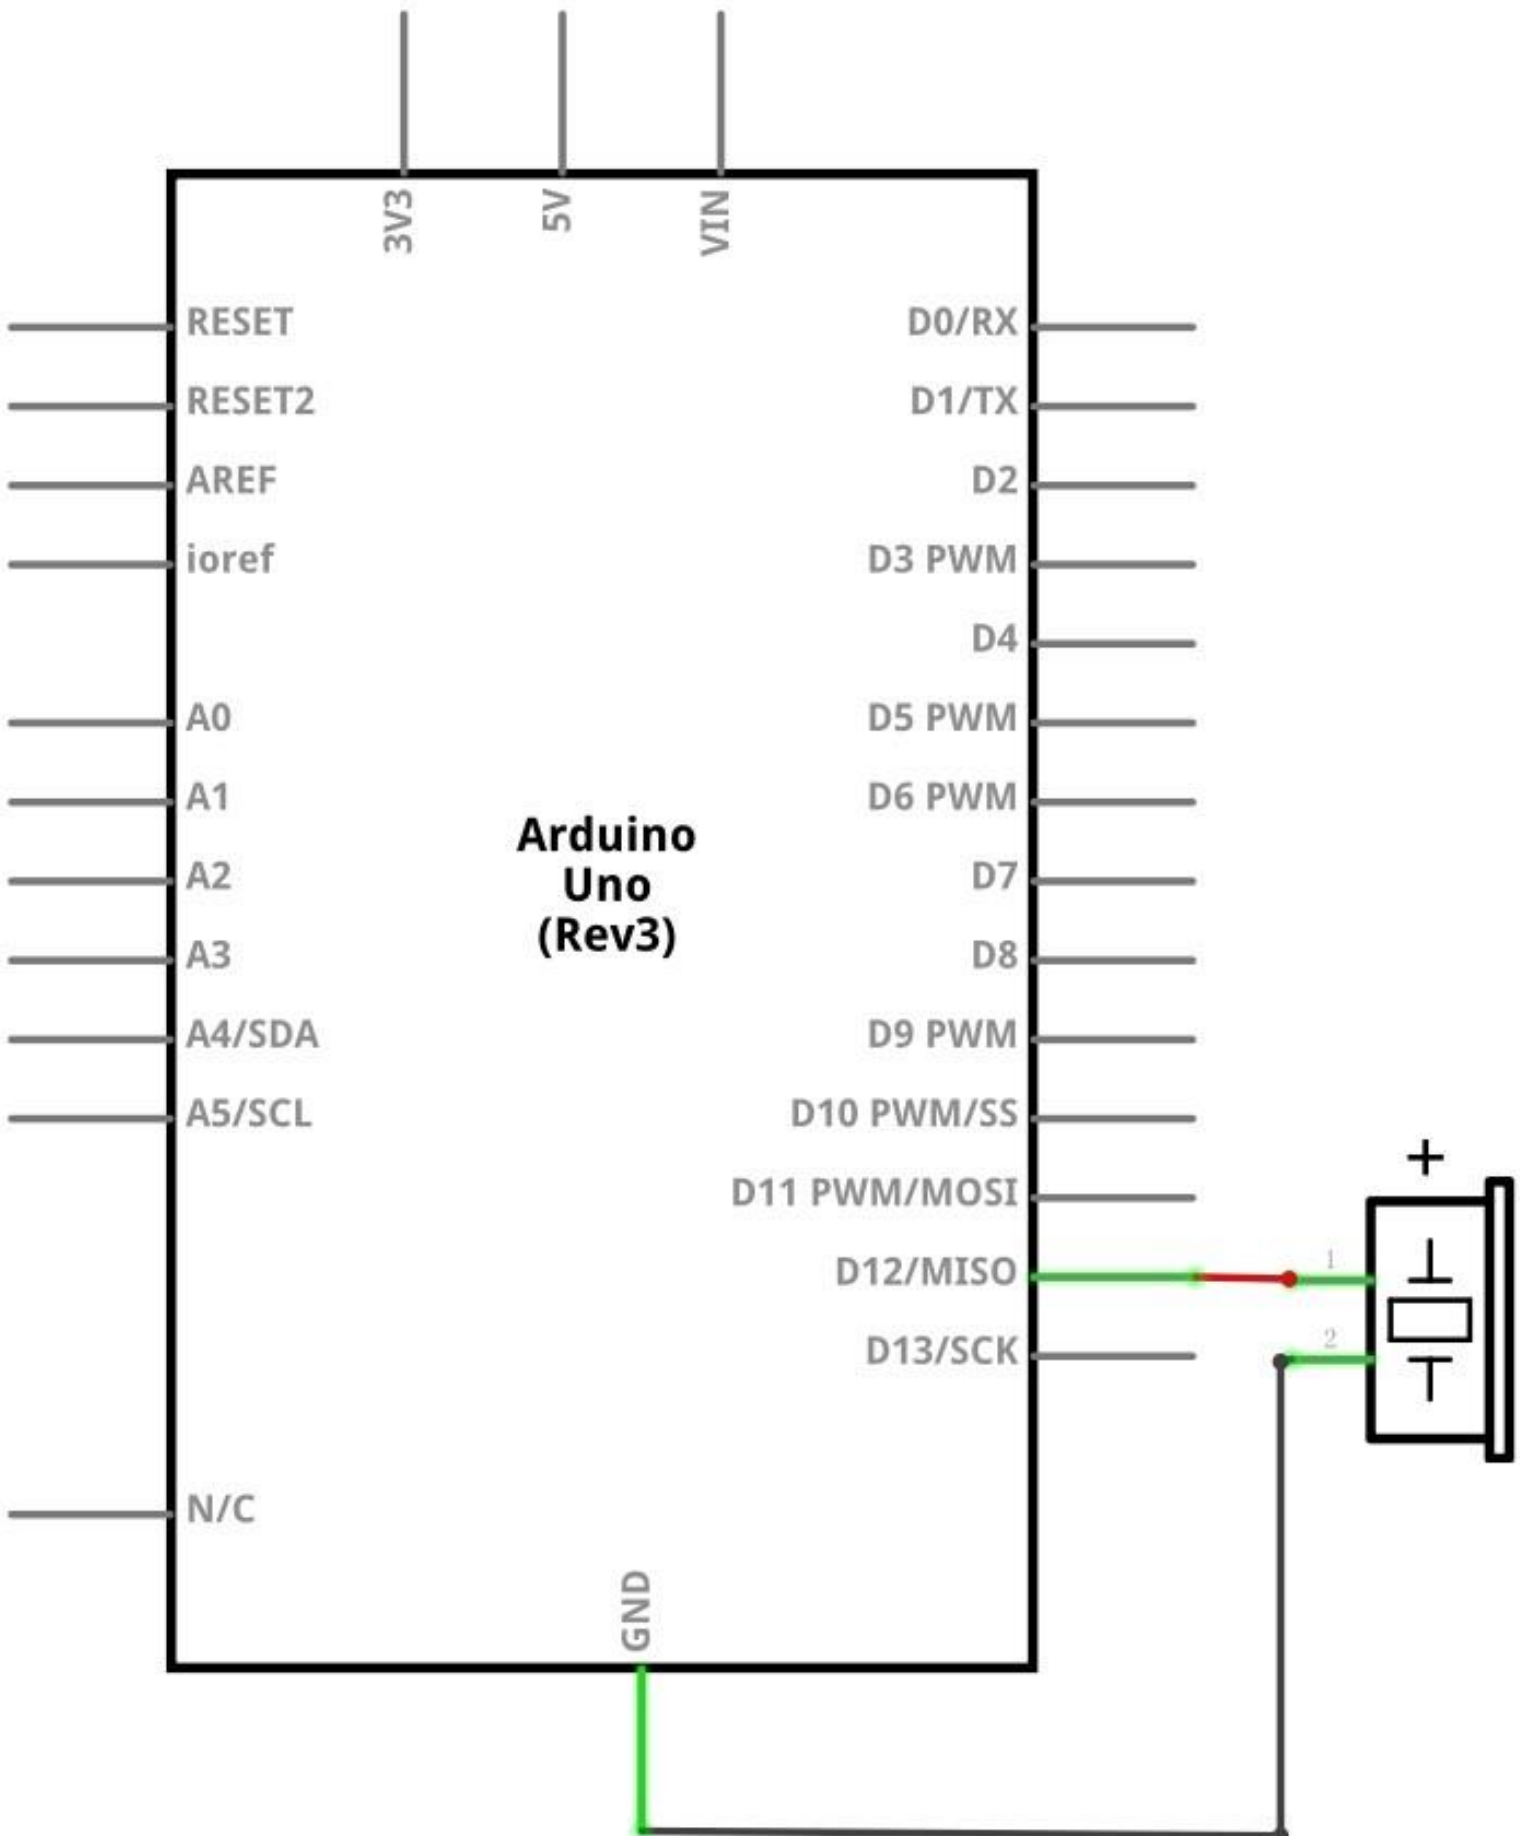 3V3
5V
VIN
RESET
RESET2
AREF
ioref
A0
A1
A2
A3
A4/SDA
A5/SCL
N/C
Arduino
Uno
(Rev3)
D0/RX
D1/TX
D2
D3 PWM
D4
D5 PWM
D6 PWM
D7
D8
D9 PWM
D10 PWM/SS
D11 PWM/MOSI
D12/MISO
D13/SCK
GND
+
1
2